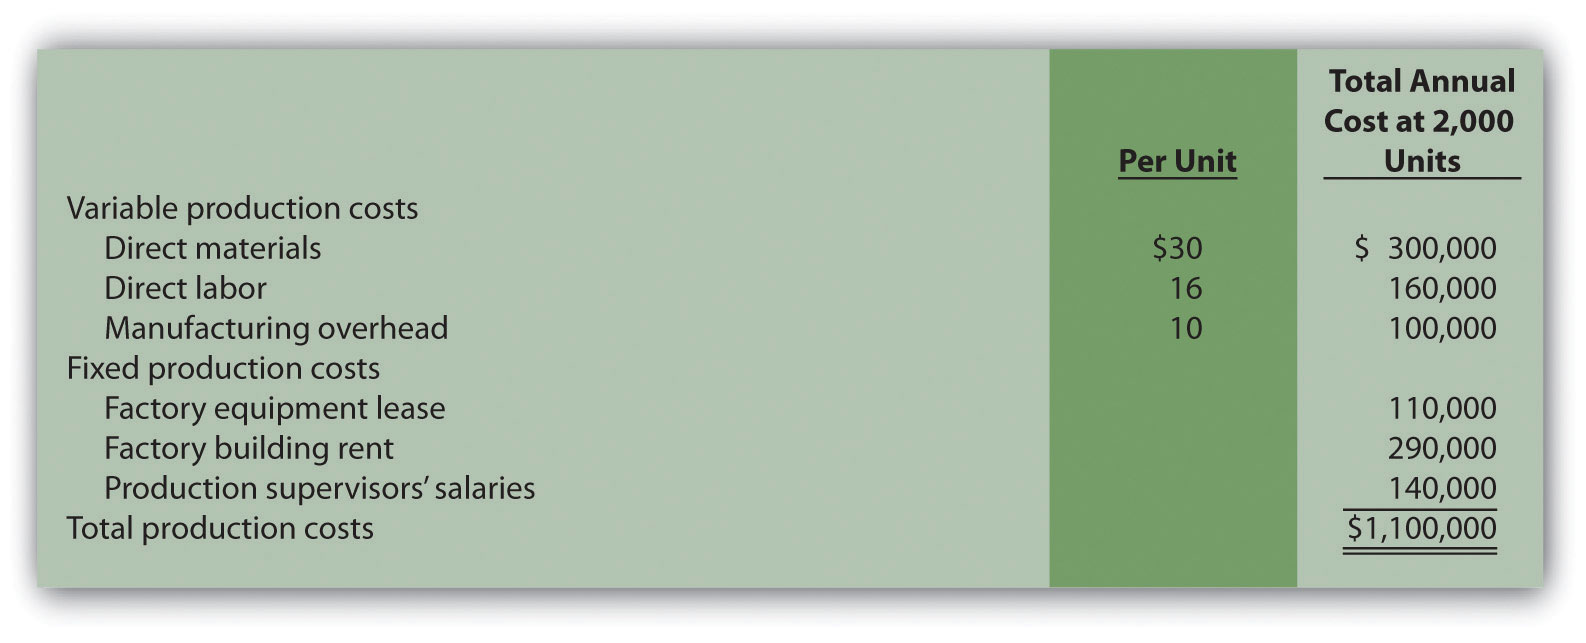 Total Annual
Cost at 2,000
Per Unit Units
Variable production costs
Direct materials $30 $ 300,000
Direct labor 16 160,000
Manufacturing overhead 10 100,000
Fixed production costs
Factory equipment lease 110,000
Factory building rent 290,000
Production supervisors’ salaries 140,000
Total production costs $1,100,000